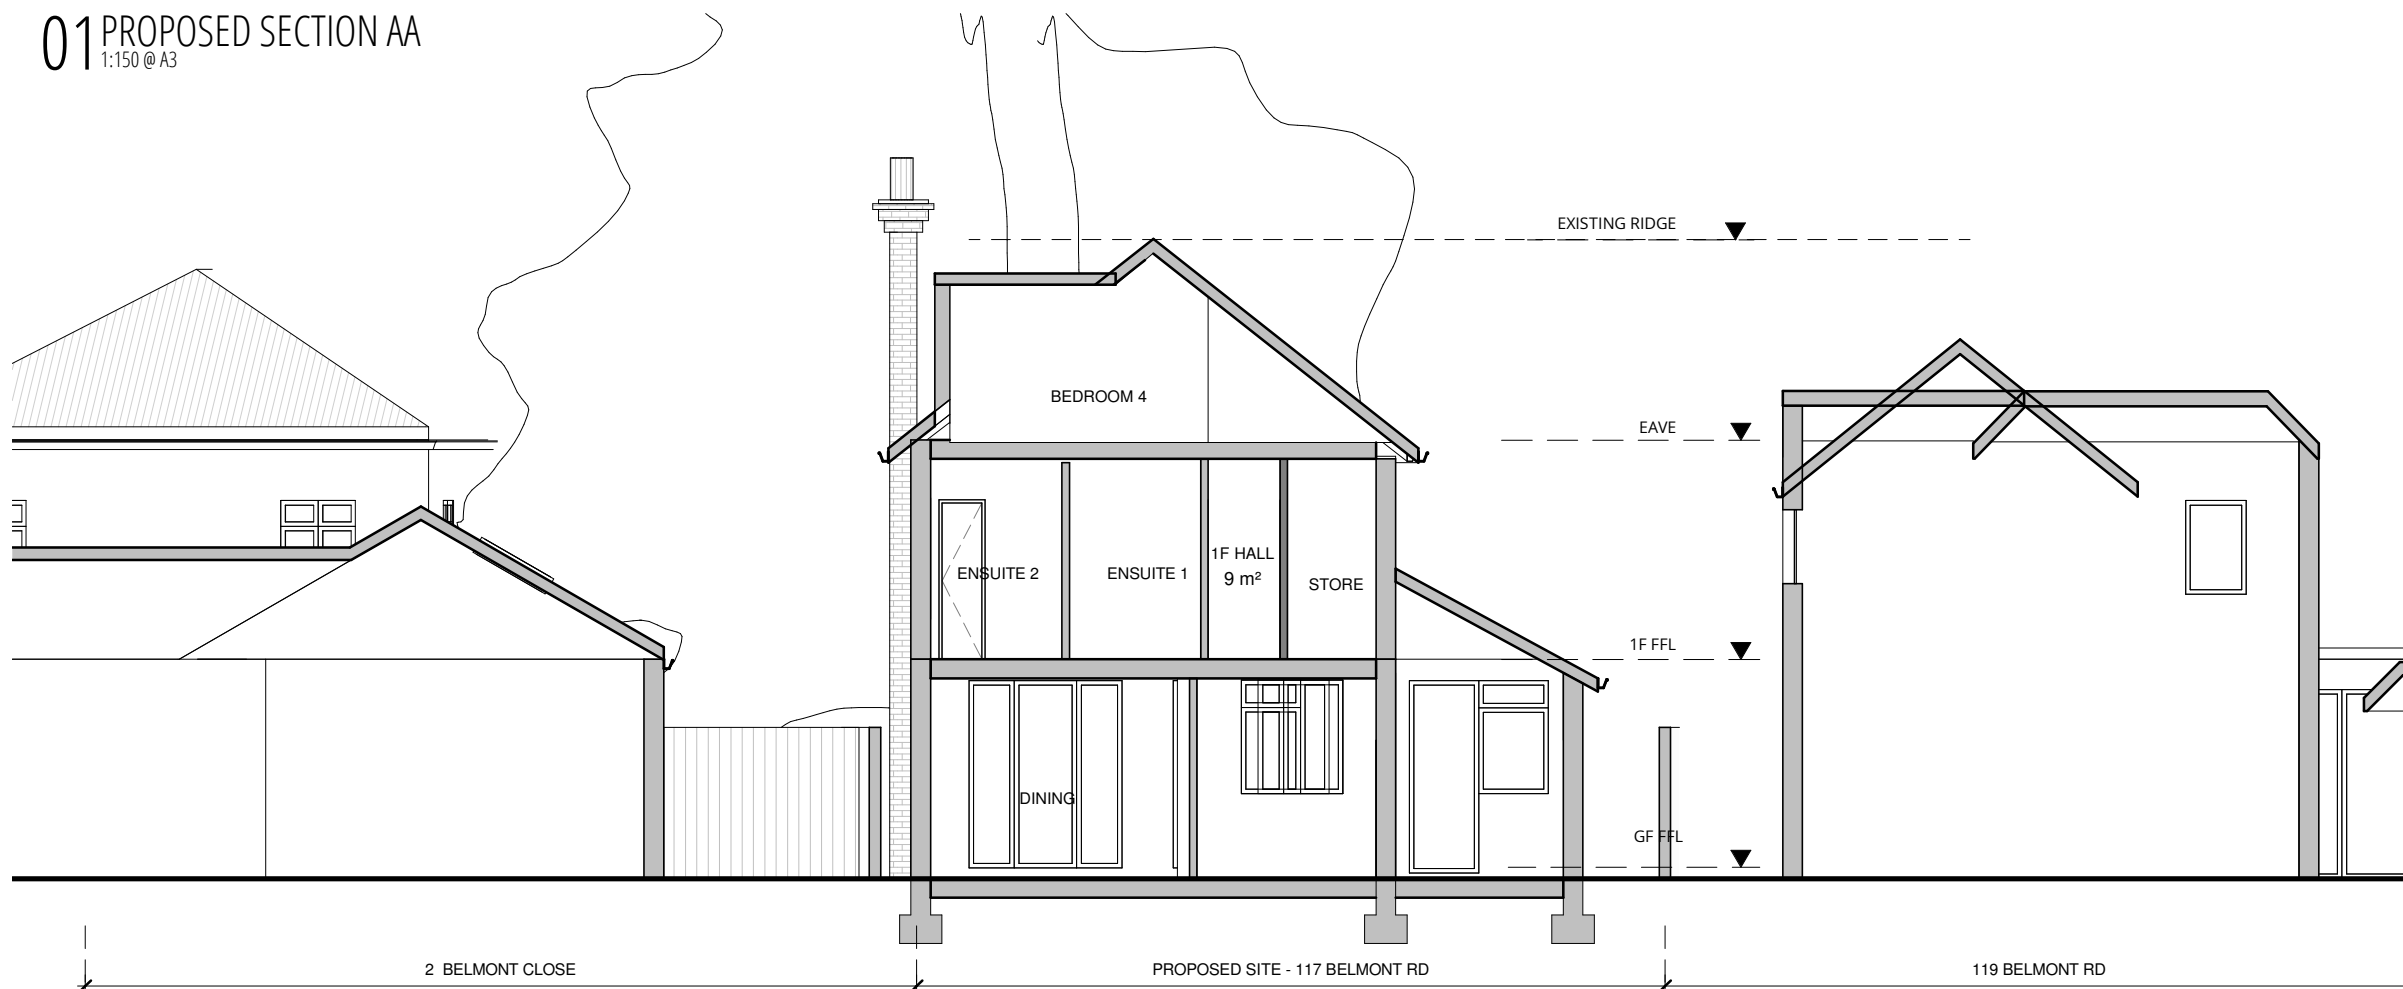 01 PROPOSED SECTION AA
1:150 @ A3
EXISTING RIDGE
BEDROOM 4
EAVE
1F HALL
9 m²
ENSUITE 2
ENSUITE 1
STORE
1F FFL
DINING
GF FFL
2 BELMONT CLOSE
PROPOSED SITE - 117 BELMONT RD
119 BELMONT RD